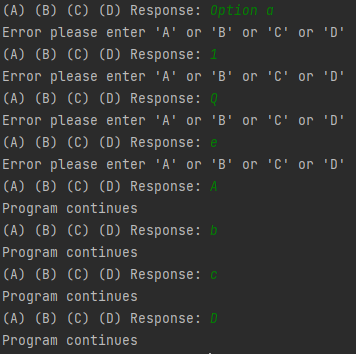 (A) (B) (C) (D) Response: Option a
Error please enter 'A' or 'B' or 'C' or 'D'
(A) (B) (C) (D) Response: 1
Error please enter 'A' or 'B' or 'C' or 'D'
(A) (B) (C) (D) Response: Q
Error please enter 'A' or 'B' or 'C' or 'D'
(A) (B) (C) (D) Response: e
Error please enter 'A' or 'B' or 'C' or 'D'
(A) (B) (C) (D) Response: A
Program continues
(A) (B) (C) (D) Response: b
Program continues
(A) (B) (C) (D) Response: c
Program continues
(A) (B) (C) (D) Response: D
Program continues